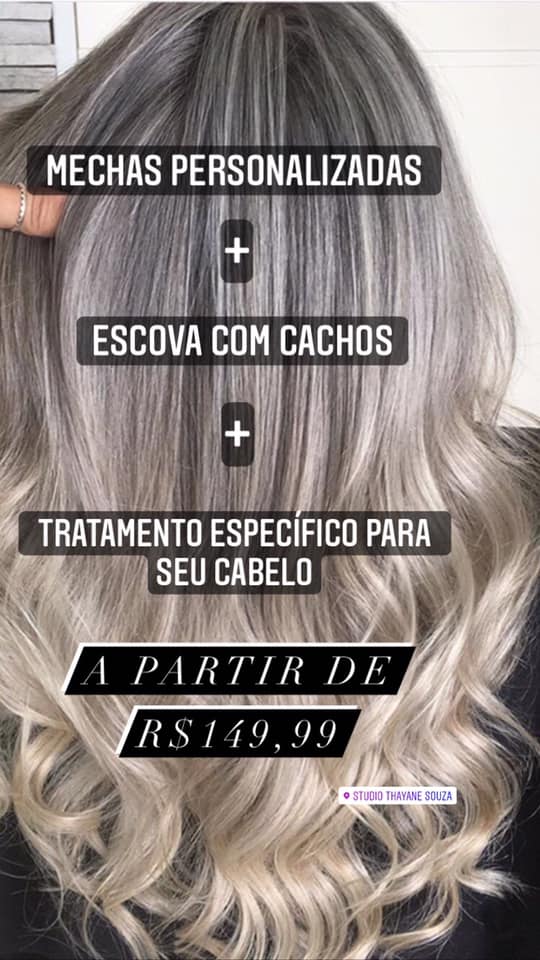 MECHAS PERSONALIZADAS
+
ESCOVA COM CACHOS
+
TRATAMENTO ESPECÍFICO PARA
SEU CABELO
A PARTIR DE
R$149,99
STUDIO THAYANE SOUZA